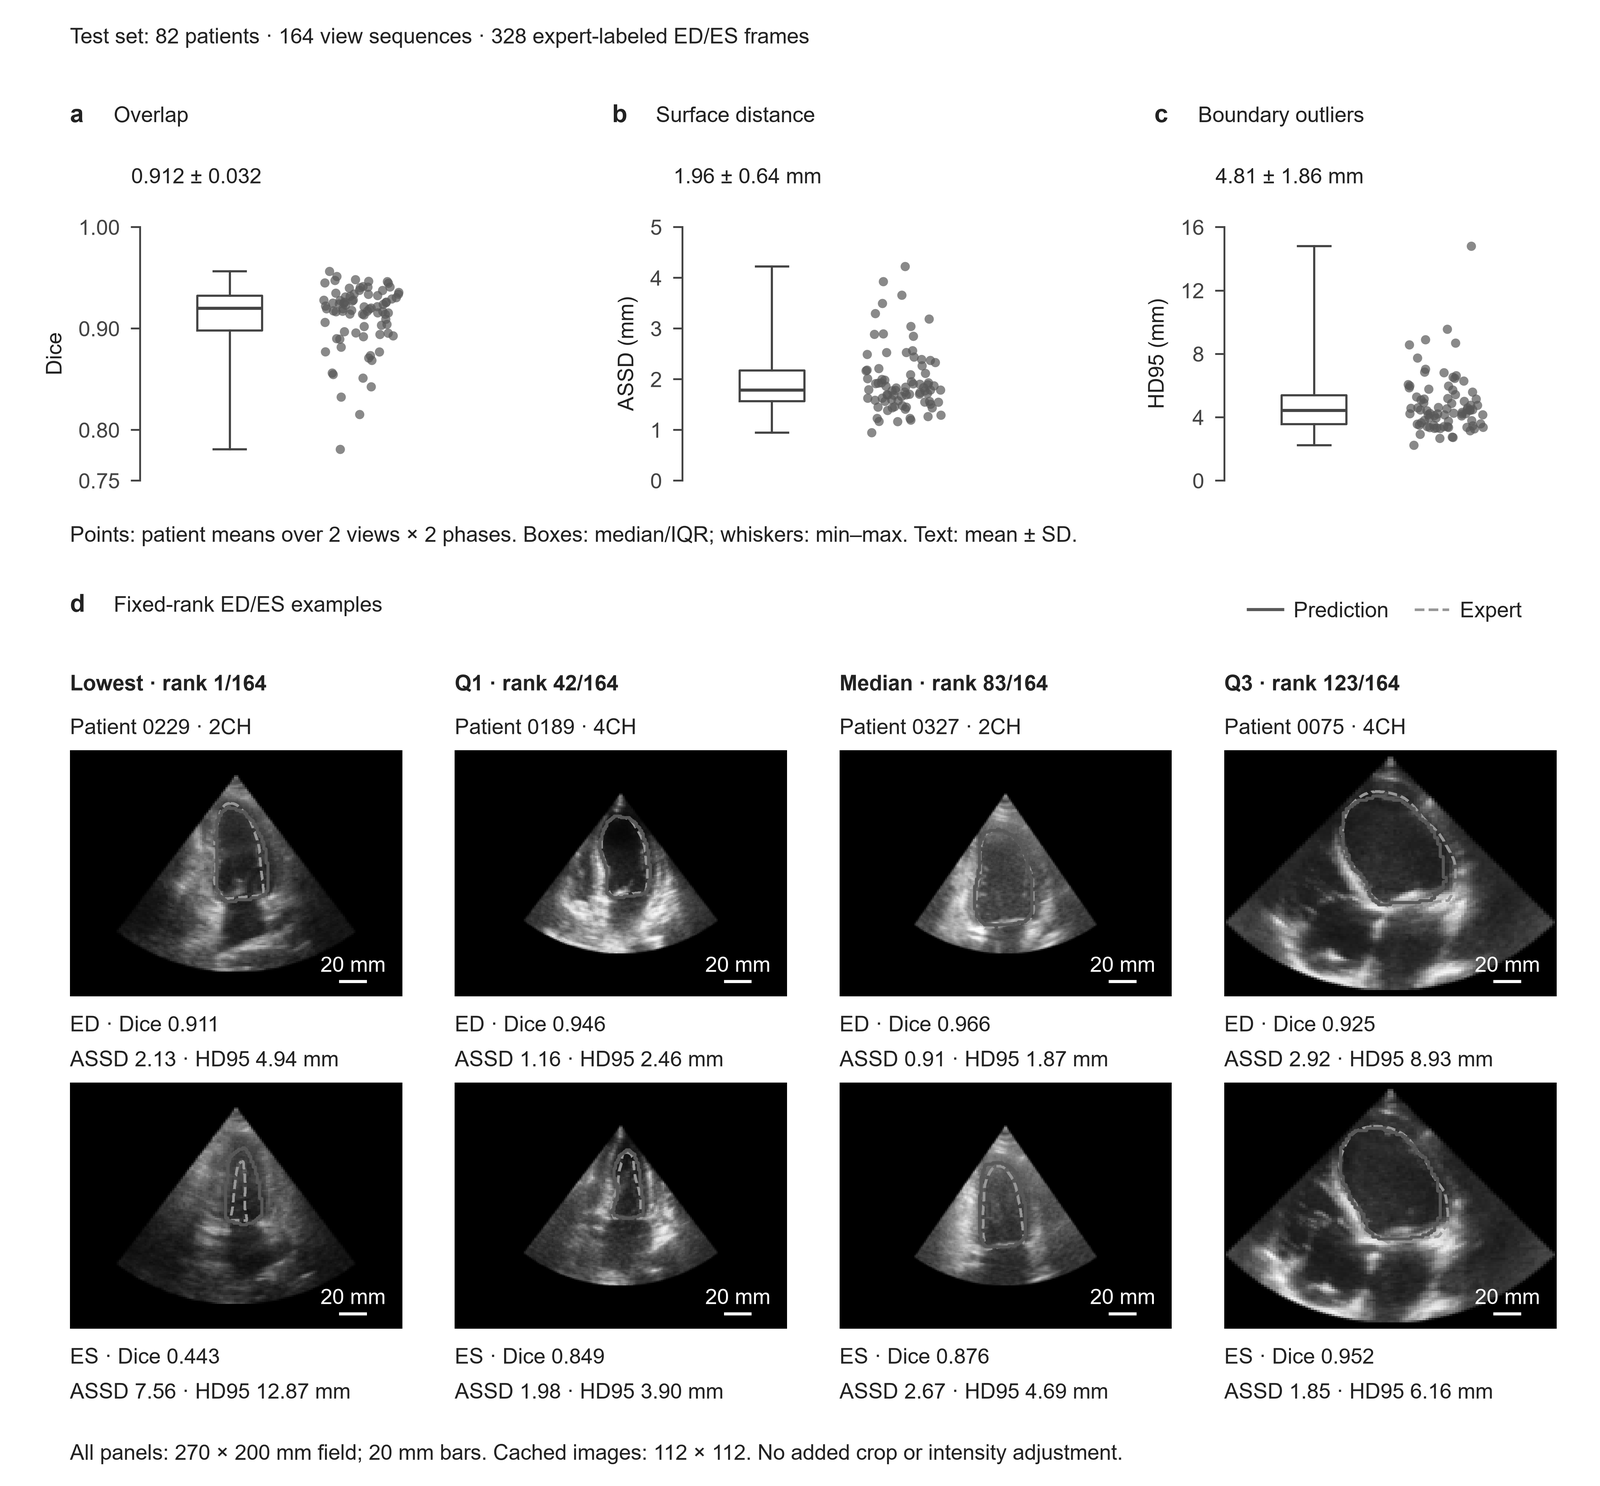 Test set: 82 patients · 164 view sequences · 328 expert-labeled ED/ES frames
a Overlap
b Surface distance
c Boundary outliers
0.912 ± 0.032
1.96 ± 0.64 mm
4.81 ± 1.86 mm
Dice
1.00
0.90
0.80
0.75
ASSD (mm)
5
4
3
2
1
0
HD95 (mm)
16
12
8
4
0
Points: patient means over 2 views × 2 phases. Boxes: median/IQR; whiskers: min–max. Text: mean ± SD.
d Fixed-rank ED/ES examples
Prediction
Expert
Lowest · rank 1/164
Patient 0229 · 2CH
20 mm
ED · Dice 0.911
ASSD 2.13 · HD95 4.94 mm
20 mm
ES · Dice 0.443
ASSD 7.56 · HD95 12.87 mm
Q1 · rank 42/164
Patient 0189 · 4CH
20 mm
ED · Dice 0.946
ASSD 1.16 · HD95 2.46 mm
20 mm
ES · Dice 0.849
ASSD 1.98 · HD95 3.90 mm
Median · rank 83/164
Patient 0327 · 2CH
20 mm
ED · Dice 0.966
ASSD 0.91 · HD95 1.87 mm
20 mm
ES · Dice 0.876
ASSD 2.67 · HD95 4.69 mm
Q3 · rank 123/164
Patient 0075 · 4CH
20 mm
ED · Dice 0.925
ASSD 2.92 · HD95 8.93 mm
20 mm
ES · Dice 0.952
ASSD 1.85 · HD95 6.16 mm
All panels: 270 × 200 mm field; 20 mm bars. Cached images: 112 × 112. No added crop or intensity adjustment.